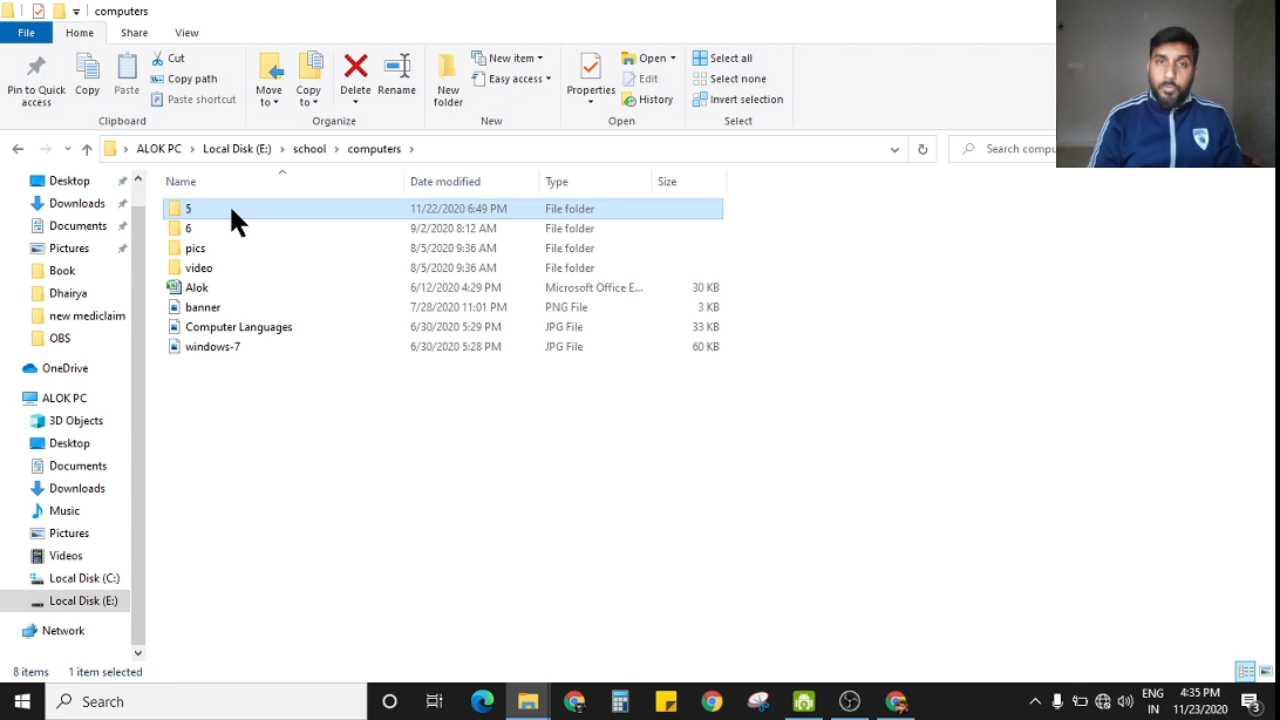 computers
File Home Share View
Pin to Quick access
Copy
Paste
Cut
Copy path
Paste shortcut
Clipboard
Move to
Copy to
Delete
Rename
Organize
New folder
New item
Easy access
New
Properties
Open
Edit
History
Open
Select all
Select none
Invert selection
Select
ALOK PC › Local Disk (E:) › school › computers ›
Search compu
Name Date modified Type Size
5 11/22/2020 6:49 PM File folder
6 9/2/2020 8:12 AM File folder
pics 8/5/2020 9:36 AM File folder
video 8/5/2020 9:36 AM File folder
Alok 6/12/2020 4:29 PM Microsoft Office E... 30 KB
banner 7/28/2020 11:01 PM PNG File 3 KB
Computer Languages 6/30/2020 5:29 PM JPG File 33 KB
windows-7 6/30/2020 5:28 PM JPG File 60 KB
Desktop
Downloads
Documents
Pictures
Book
Dhairya
new mediclaim
OBS
OneDrive
ALOK PC
3D Objects
Desktop
Documents
Downloads
Music
Pictures
Videos
Local Disk (C:)
Local Disk (E:)
Network
8 items 1 item selected
Search
ENG
IN
4:35 PM
11/23/2020
3